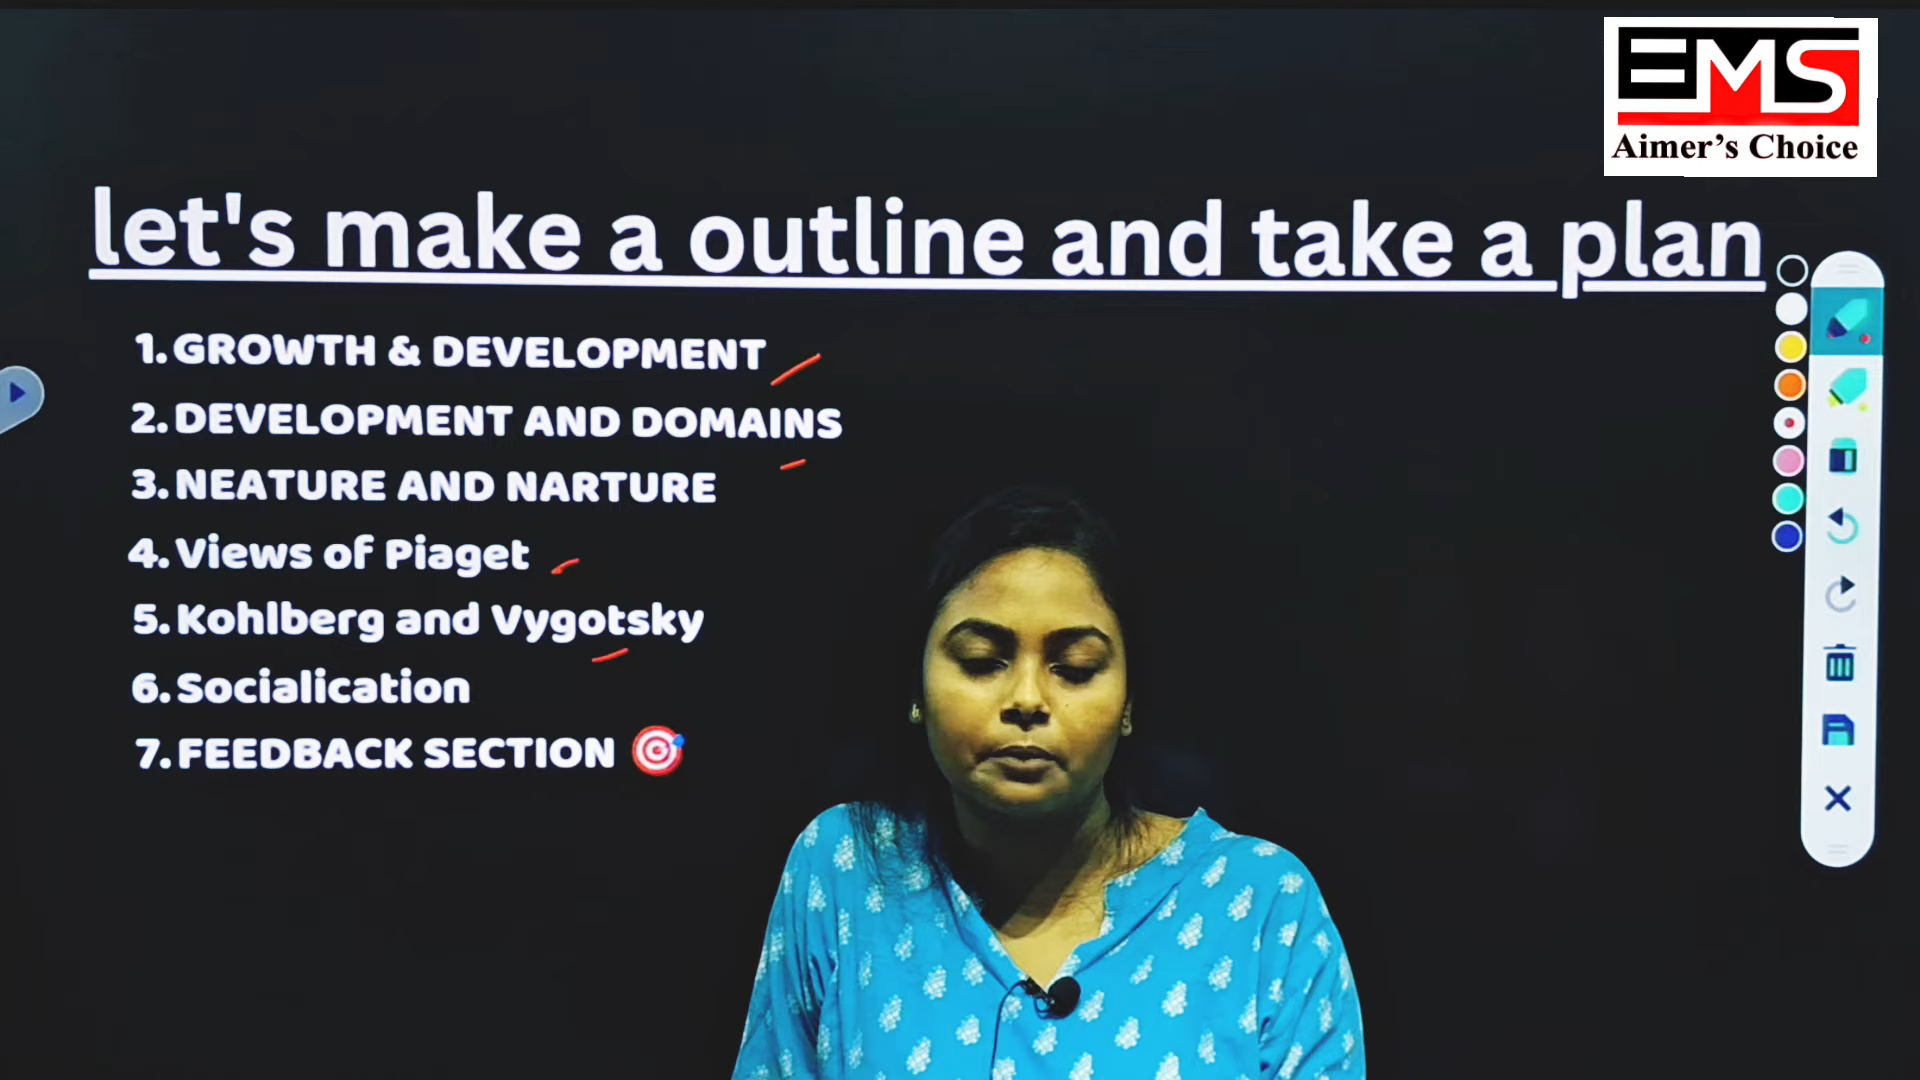 EMS
Aimer's Choice
let's make a outline and take a plan
1. GROWTH & DEVELOPMENT
2. DEVELOPMENT AND DOMAINS
3. NEATURE AND NARTURE
4. Views of Piaget
5. Kohlberg and Vygotsky
6. Socialication
7. FEEDBACK SECTION 🎯